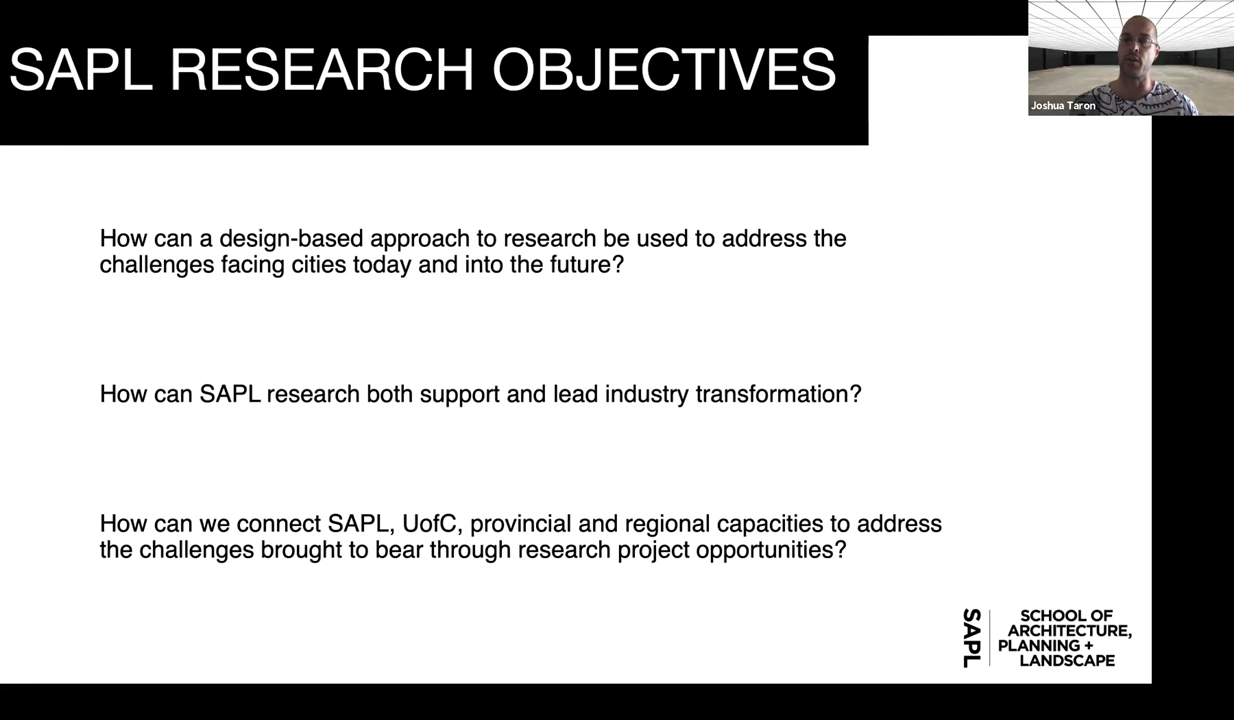 SAPL RESEARCH OBJECTIVES
Joshua Taron
How can a design-based approach to research be used to address the
challenges facing cities today and into the future?
How can SAPL research both support and lead industry transformation?
How can we connect SAPL, UofC, provincial and regional capacities to address
the challenges brought to bear through research project opportunities?
SAPL
SCHOOL OF
ARCHITECTURE,
PLANNING +
LANDSCAPE